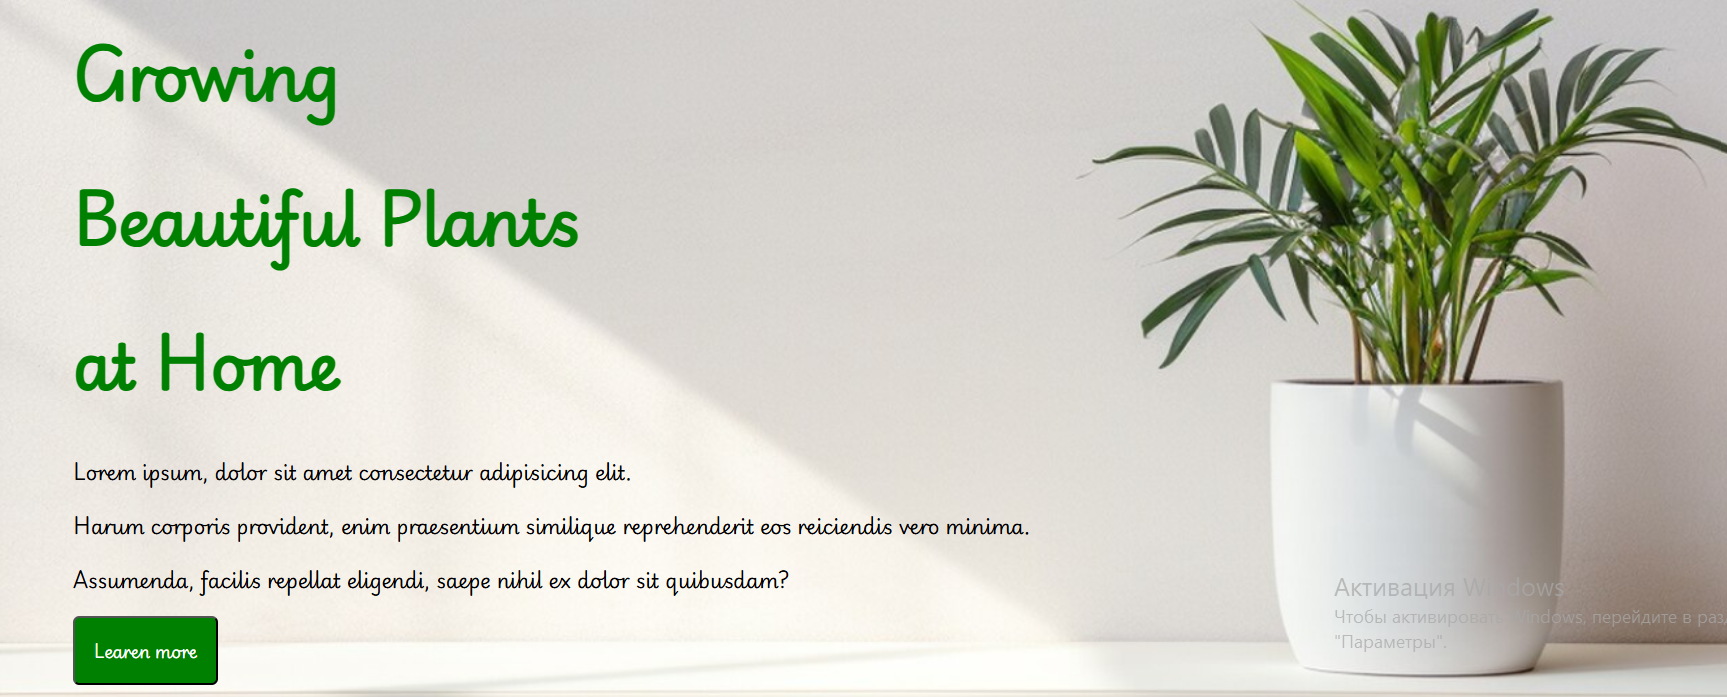 Growing
Beautiful Plants
at Home
Lorem ipsum, dolor sit amet consectetur adipisicing elit.
Harum corporis provident, enim praesentium similique reprehenderit eos reiciendis vero minima.
Assumenda, facilis repellat eligendi, saepe nihil ex dolor sit quibusdam?
Learen more
Активация Windows
Чтобы активировать Windows, перейдите в раз
"Параметры".